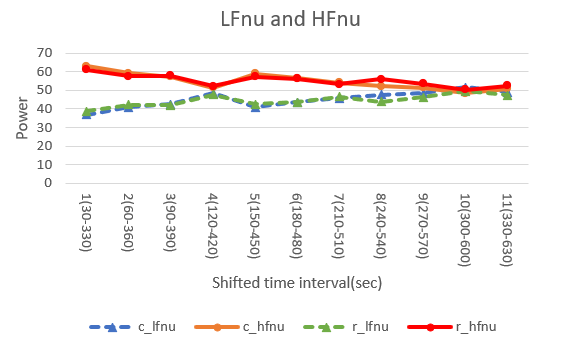 LFnu and HFnu
70
60
50
40
30
20
10
0
Power
1(30-330)
2(60-360)
3(90-390)
4(120-420)
5(150-450)
6(180-480)
7(210-510)
8(240-540)
9(270-570)
10(300-600)
11(330-630)
Shifted time interval(sec)
c_lfnu
c_hfnu
r_lfnu
r_hfnu